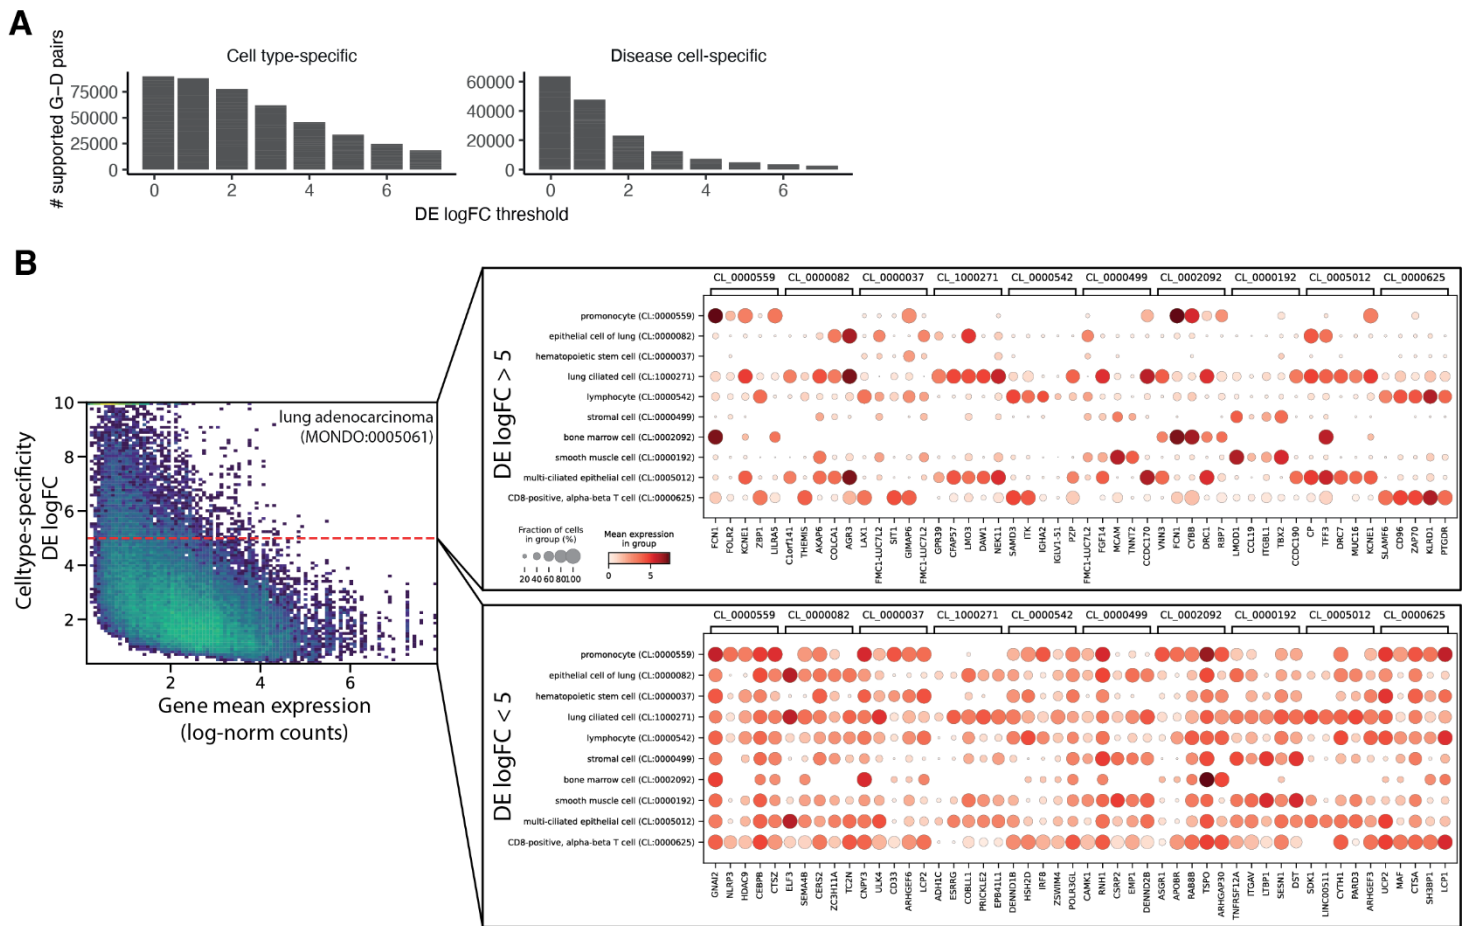 A
# supported G-D pairs
Cell type-specific
75000
50000
25000
0
0 2 4 6
Disease cell-specific
60000
40000
20000
0
0 2 4 6
DE logFC threshold
B
Celltype-specificity
DE logFC
10
8
6
4
2
lung adenocarcinoma
(MONDO:0005061)
2 4 6
Gene mean expression
(log-norm counts)
DE logFC > 5
CL_0000559 CL_0000082 CL_0000037 CL_1000271 CL_0000542 CL_0000499 CL_0002092 CL_0000192 CL_0005012 CL_0000625
promonocyte (CL:0000559)
epithelial cell of lung (CL:0000082)
hematopoietic stem cell (CL:0000037)
lung ciliated cell (CL:1000271)
lymphocyte (CL:0000542)
stromal cell (CL:0000499)
bone marrow cell (CL:0002092)
smooth muscle cell (CL:0000192)
multi-ciliated epithelial cell (CL:0005012)
CD8-positive, alpha-beta T cell (CL:0000625)
FCN1 FOLR2 KCNE1 ZBP1 LILRA5 C1orf141 THEMIS AKAP6 COLCA1 AGR3 LAX1 FMC1-LUC7L2 SIT1 GIMAP6 FMC1-LUC7L2 GPR39 CFAP57 LMO3 DAW1 NEK11 SAMD3 ITK IGHA2 IGLV1-51 PZP FMC1-LUC7L2 FGF14 MCAM TNNT2 CCDC170 VNN3 FCN1 CYBB DRC1 RBP7 LMOD1 CCL19 ITGBL1 TBX2 CCDC190 CP TFF3 DRC7 MUC16 KCNE1 SLAMF6 CD96 ZAP70 KLRD1 PTGDR
Fraction of cells
in group (%)
20 40 60 80 100
Mean expression
in group
0 5
DE logFC < 5
CL_0000559 CL_0000082 CL_0000037 CL_1000271 CL_0000542 CL_0000499 CL_0002092 CL_0000192 CL_0005012 CL_0000625
promonocyte (CL:0000559)
epithelial cell of lung (CL:0000082)
hematopoietic stem cell (CL:0000037)
lung ciliated cell (CL:1000271)
lymphocyte (CL:0000542)
stromal cell (CL:0000499)
bone marrow cell (CL:0002092)
smooth muscle cell (CL:0000192)
multi-ciliated epithelial cell (CL:0005012)
CD8-positive, alpha-beta T cell (CL:0000625)
GNAI2 NLRP3 HDAC9 CEBPB CTSZ ELF3 SEMA4B CERS2 ZC3H11A TC2N CNPY3 ULK4 CD33 ARHGEF6 LCP2 ADH1C ESRRG COBLL1 PRICKLE2 EPB41L1 DENND1B HSH2D IRF8 ZSWIM4 POLR3GL CAMK1 RNH1 CSRP2 EMP1 DENND2B ASGR1 APOBR RAB8B TSPO ARHGAP30 TNFRSF12A ITGAV LTBP1 SESN1 DST SDK1 LINC00511 CYTH1 PARD3 ARHGEF3 UCP2 MAF CTSA SH3BP1 LCP1